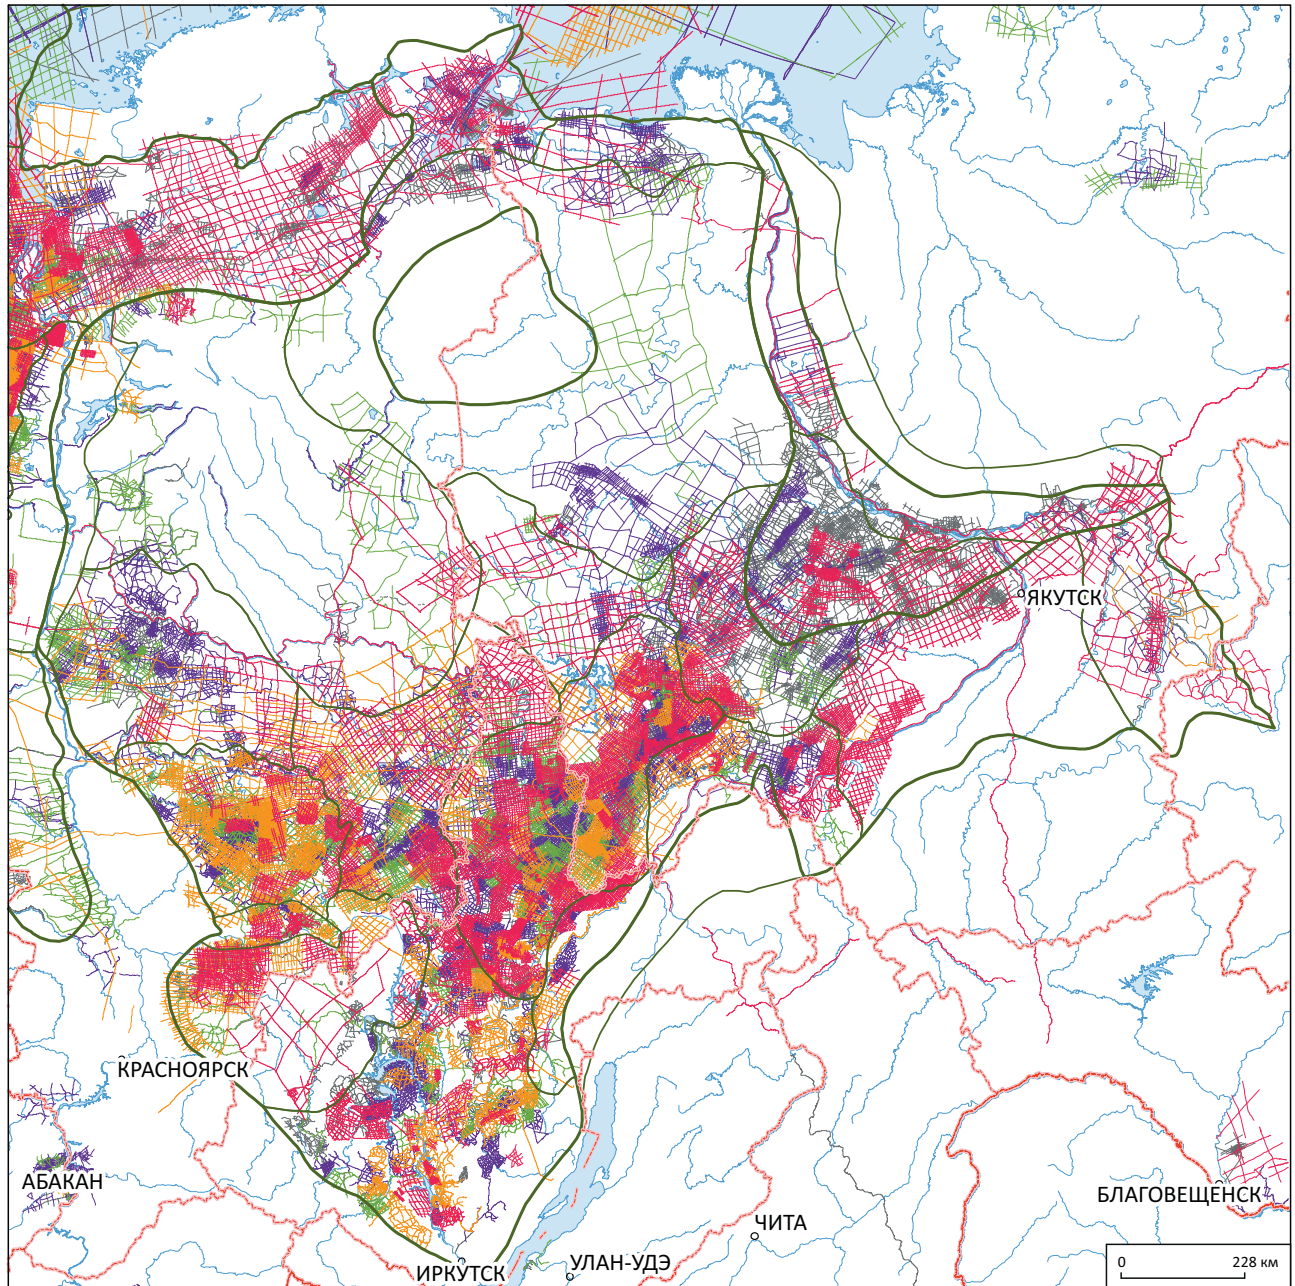 ЯКУТСК
КРАСНОЯРСК
АБАКАН
БЛАГОВЕЩЕНСК
ЧИТА
УЛАН-УДЭ
ИРКУТСК
0 228 км